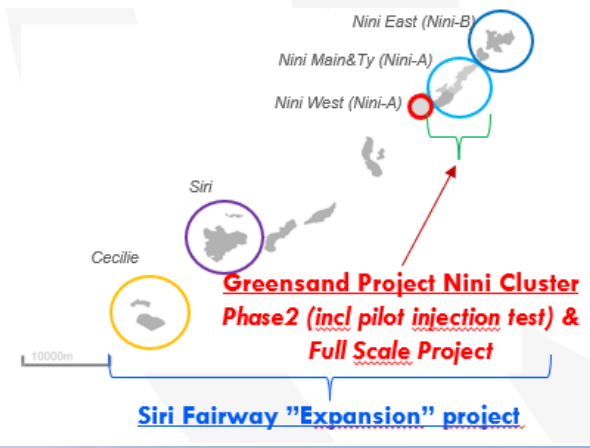 Nini East (Nini-B)
Nini Main&Ty (Nini-A)
Nini West (Nini-A)
Siri
Cecilie
Greensand Project Nini Cluster
Phase2 (incl pilot injection test) &
Full Scale Project
10000m
Siri Fairway ”Expansion” project